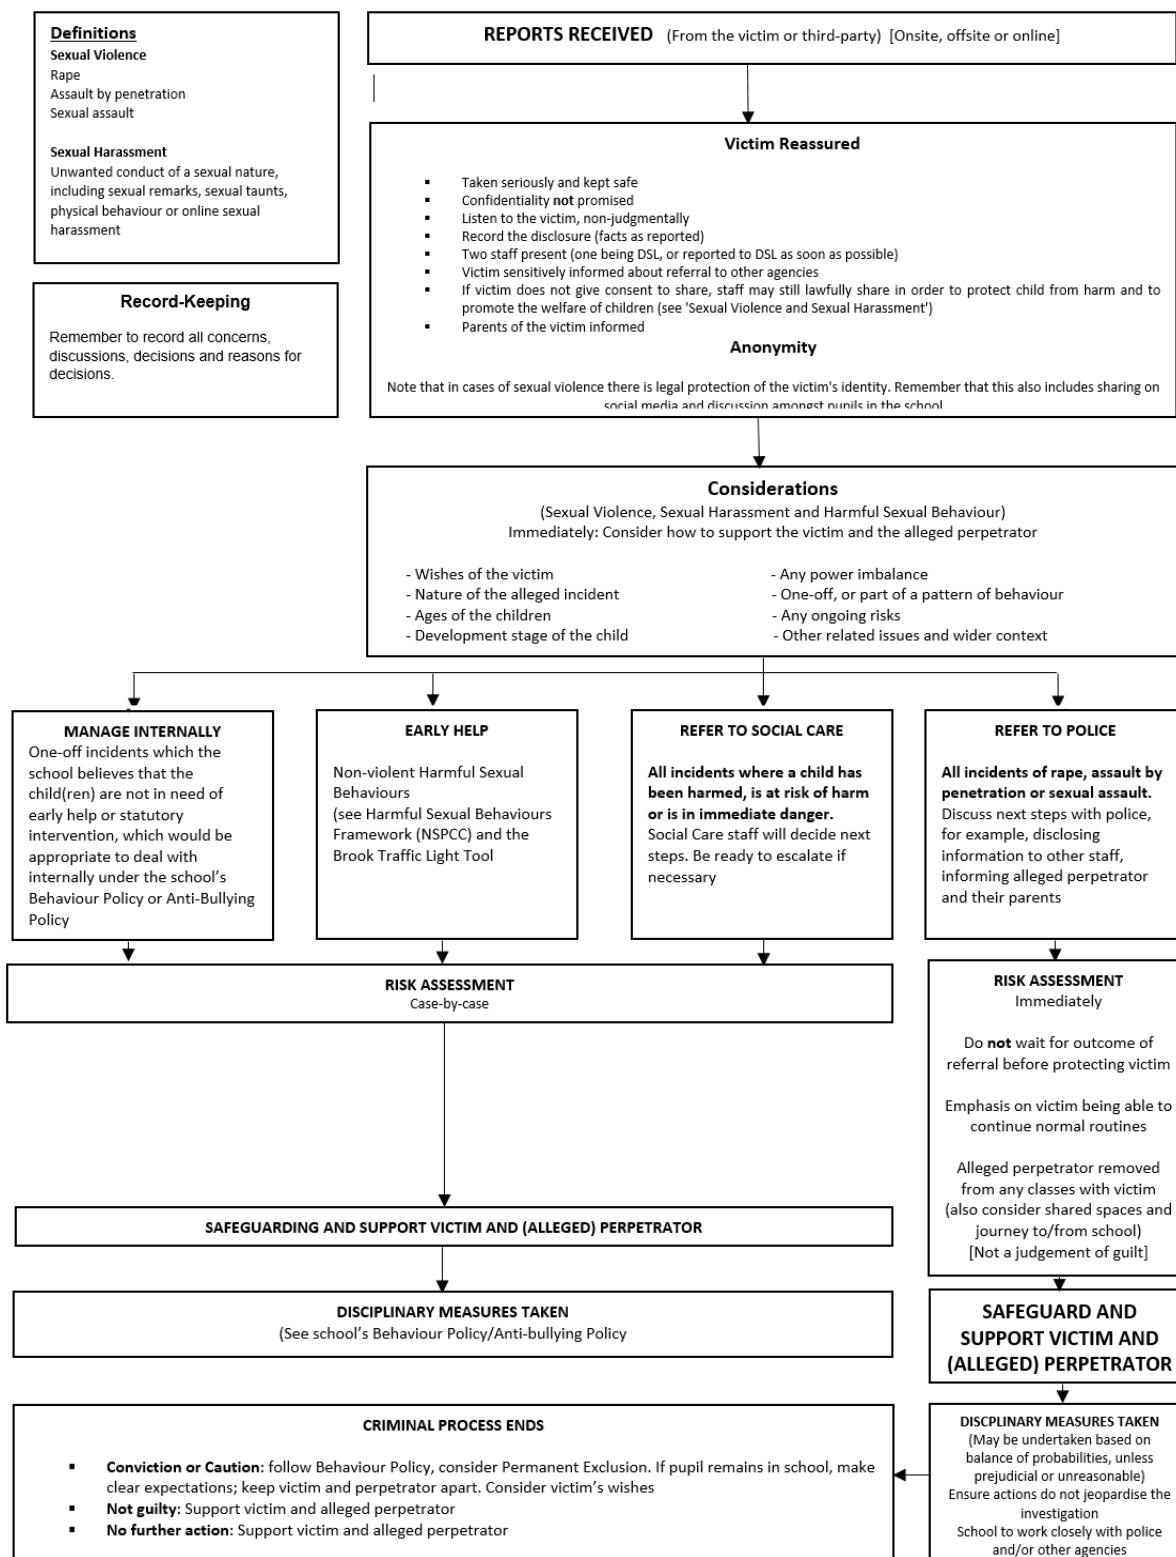 Definitions
Sexual Violence
Rape
Assault by penetration
Sexual assault
Sexual Harassment
Unwanted conduct of a sexual nature,
including sexual remarks, sexual taunts,
physical behaviour or online sexual
harassment
Record-Keeping
Remember to record all concerns,
discussions, decisions and reasons for
decisions.
REPORTS RECEIVED (From the victim or third-party) [Onsite, offsite or online]
Victim Reassured
▪ Taken seriously and kept safe
▪ Confidentiality not promised
▪ Listen to the victim, non-judgmentally
▪ Record the disclosure (facts as reported)
▪ Two staff present (one being DSL, or reported to DSL as soon as possible)
▪ Victim sensitively informed about referral to other agencies
▪ If victim does not give consent to share, staff may still lawfully share in order to protect child from harm and to
promote the welfare of children (see 'Sexual Violence and Sexual Harassment')
▪ Parents of the victim informed
Anonymity
Note that in cases of sexual violence there is legal protection of the victim's identity. Remember that this also includes sharing on
social media and discussion amongst pupils in the school
Considerations
(Sexual Violence, Sexual Harassment and Harmful Sexual Behaviour)
Immediately: Consider how to support the victim and the alleged perpetrator
- Wishes of the victim
- Nature of the alleged incident
- Ages of the children
- Development stage of the child
- Any power imbalance
- One-off, or part of a pattern of behaviour
- Any ongoing risks
- Other related issues and wider context
MANAGE INTERNALLY
One-off incidents which the
school believes that the
child(ren) are not in need of
early help or statutory
intervention, which would be
appropriate to deal with
internally under the school's
Behaviour Policy or Anti-Bullying
Policy
EARLY HELP
Non-violent Harmful Sexual
Behaviours
(see Harmful Sexual Behaviours
Framework (NSPCC) and the
Brook Traffic Light Tool
REFER TO SOCIAL CARE
All incidents where a child has
been harmed, is at risk of harm
or is in immediate danger.
Social Care staff will decide next
steps. Be ready to escalate if
necessary
REFER TO POLICE
All incidents of rape, assault by
penetration or sexual assault.
Discuss next steps with police,
for example, disclosing
information to other staff,
informing alleged perpetrator
and their parents
RISK ASSESSMENT
Case-by-case
RISK ASSESSMENT
Immediately
Do not wait for outcome of
referral before protecting victim
Emphasis on victim being able to
continue normal routines
Alleged perpetrator removed
from any classes with victim
(also consider shared spaces and
journey to/from school)
[Not a judgement of guilt]
SAFEGUARDING AND SUPPORT VICTIM AND (ALLEGED) PERPETRATOR
DISCIPLINARY MEASURES TAKEN
(See school's Behaviour Policy/Anti-bullying Policy
SAFEGUARD AND
SUPPORT VICTIM AND
(ALLEGED) PERPETRATOR
DISCPLINARY MEASURES TAKEN
(May be undertaken based on
balance of probabilities, unless
prejudicial or unreasonable)
Ensure actions do not jeopardise the
investigation
School to work closely with police
and/or other agencies
CRIMINAL PROCESS ENDS
▪ Conviction or Caution: follow Behaviour Policy, consider Permanent Exclusion. If pupil remains in school, make
clear expectations; keep victim and perpetrator apart. Consider victim's wishes
▪ Not guilty: Support victim and alleged perpetrator
▪ No further action: Support victim and alleged perpetrator